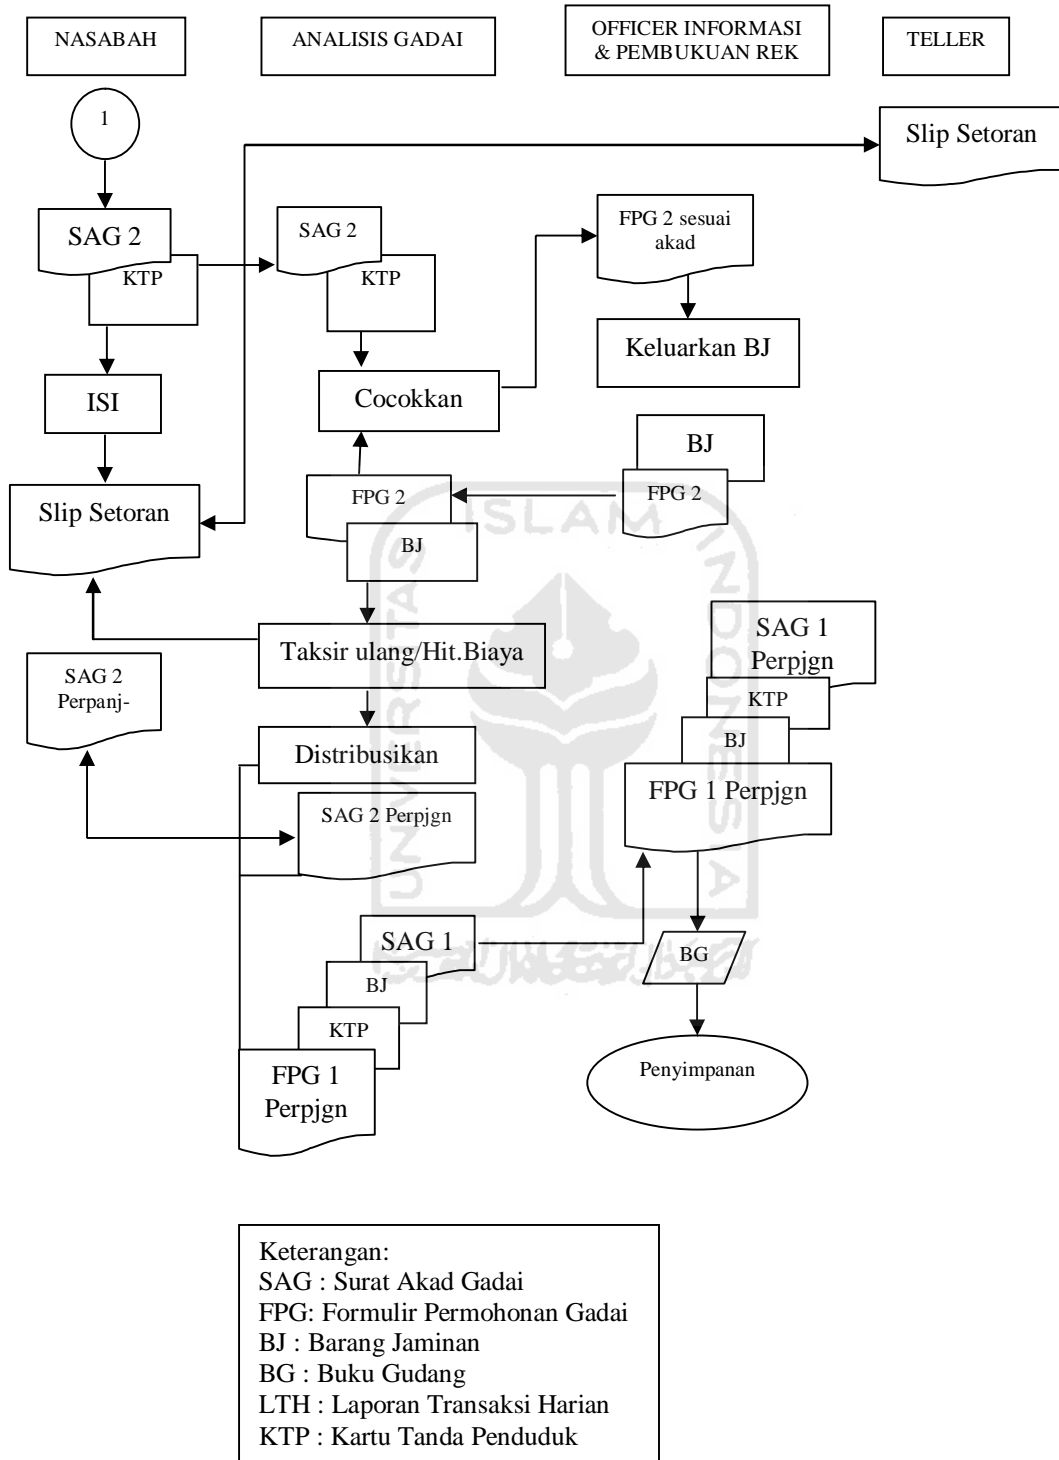 NASABAH
ANALISIS GADAI
OFFICER INFORMASI
& PEMBUKUAN REK
TELLER
1
Slip Setoran
SAG 2
KTP
SAG 2
KTP
FPG 2 sesuai
akad
Keluarkan BJ
ISI
Cocokkan
BJ
FPG 2
Slip Setoran
FPG 2
BJ
Taksir ulang/Hit.Biaya
SAG 1
Perpjgn
KTP
BJ
FPG 1 Perpjgn
SAG 2
Perpanj-
Distribusikan
SAG 2 Perpjgn
SAG 1
BJ
KTP
FPG 1
Perpjgn
BG
Penyimpanan
UNIVERSITAS
ISLAM
INDONESIA
Keterangan:
SAG : Surat Akad Gadai
FPG: Formulir Permohonan Gadai
BJ : Barang Jaminan
BG : Buku Gudang
LTH : Laporan Transaksi Harian
KTP : Kartu Tanda Penduduk